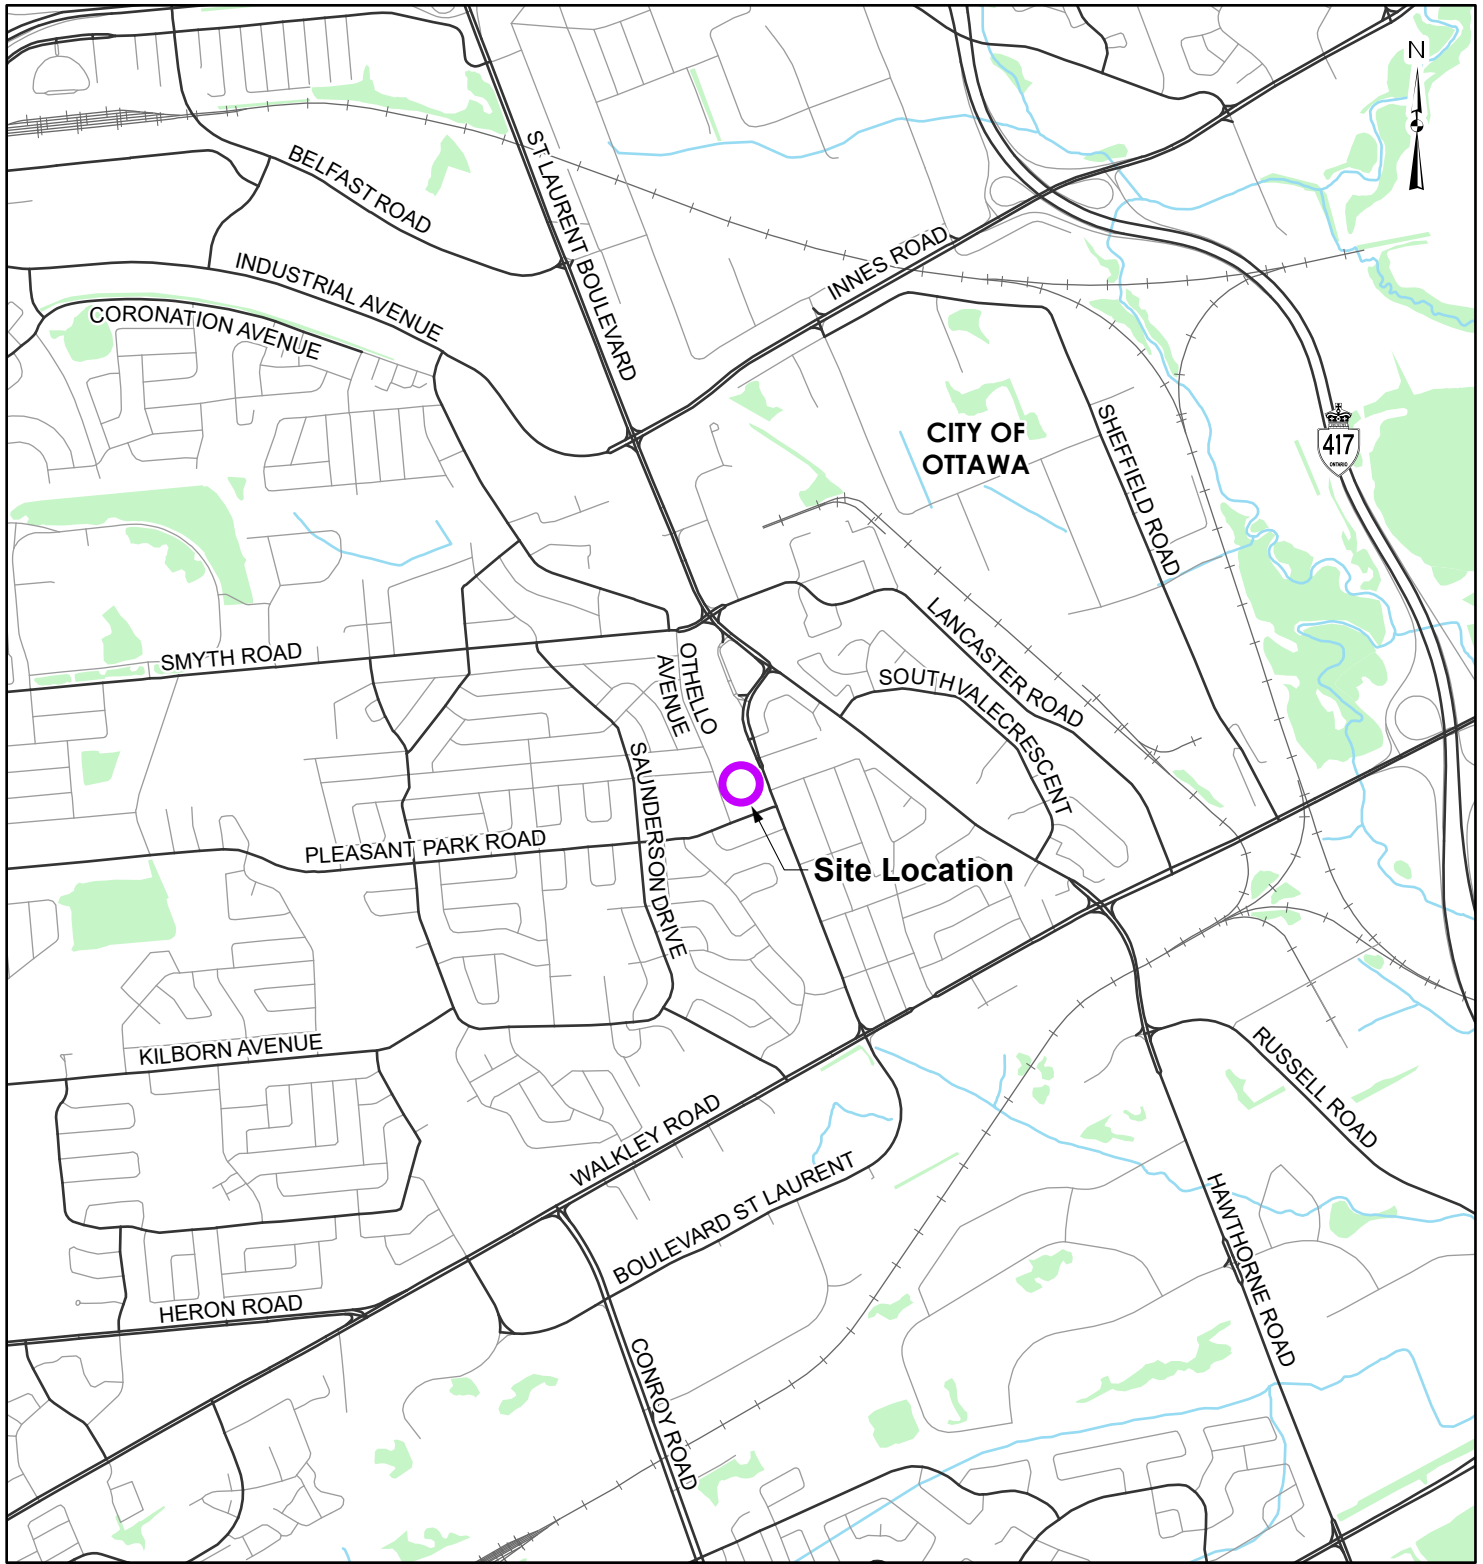 N
BELFAST ROAD
ST LAURENT BOULEVARD
INNES ROAD
INDUSTRIAL AVENUE
CORONATION AVENUE
CITY OF
OTTAWA
417
ONTARIO
SHEFFIELD ROAD
SMYTH ROAD
OTHELLO
AVENUE
LANCASTER ROAD
SOUTHVALE CRESCENT
SAUNDERSON DRIVE
PLEASANT PARK ROAD
Site Location
KILBORN AVENUE
RUSSELL ROAD
WALKLEY ROAD
BOULEVARD ST LAURENT
HAWTHORNE ROAD
HERON ROAD
CONROY ROAD